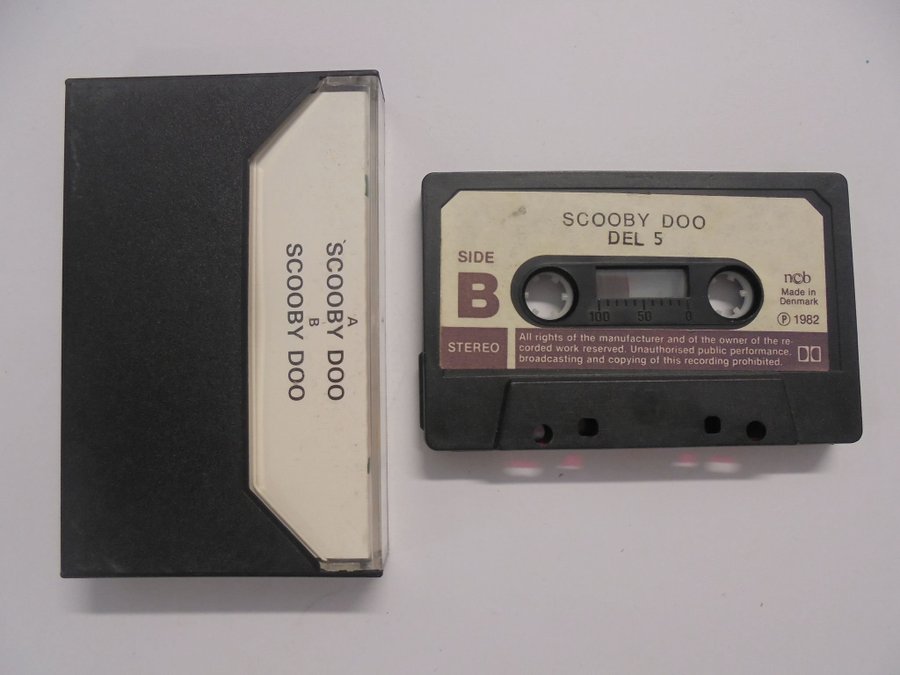 A
`SCOOBY DOO
B
SCOOBY DOO
SCOOBY DOO
DEL 5
SIDE
B
100 50 0
ncb
Made in
Denmark
Ⓟ 1982
STEREO
All rights of the manufacturer and of the owner of the re-
corded work reserved. Unauthorised public performance,
broadcasting and copying of this recording prohibited.